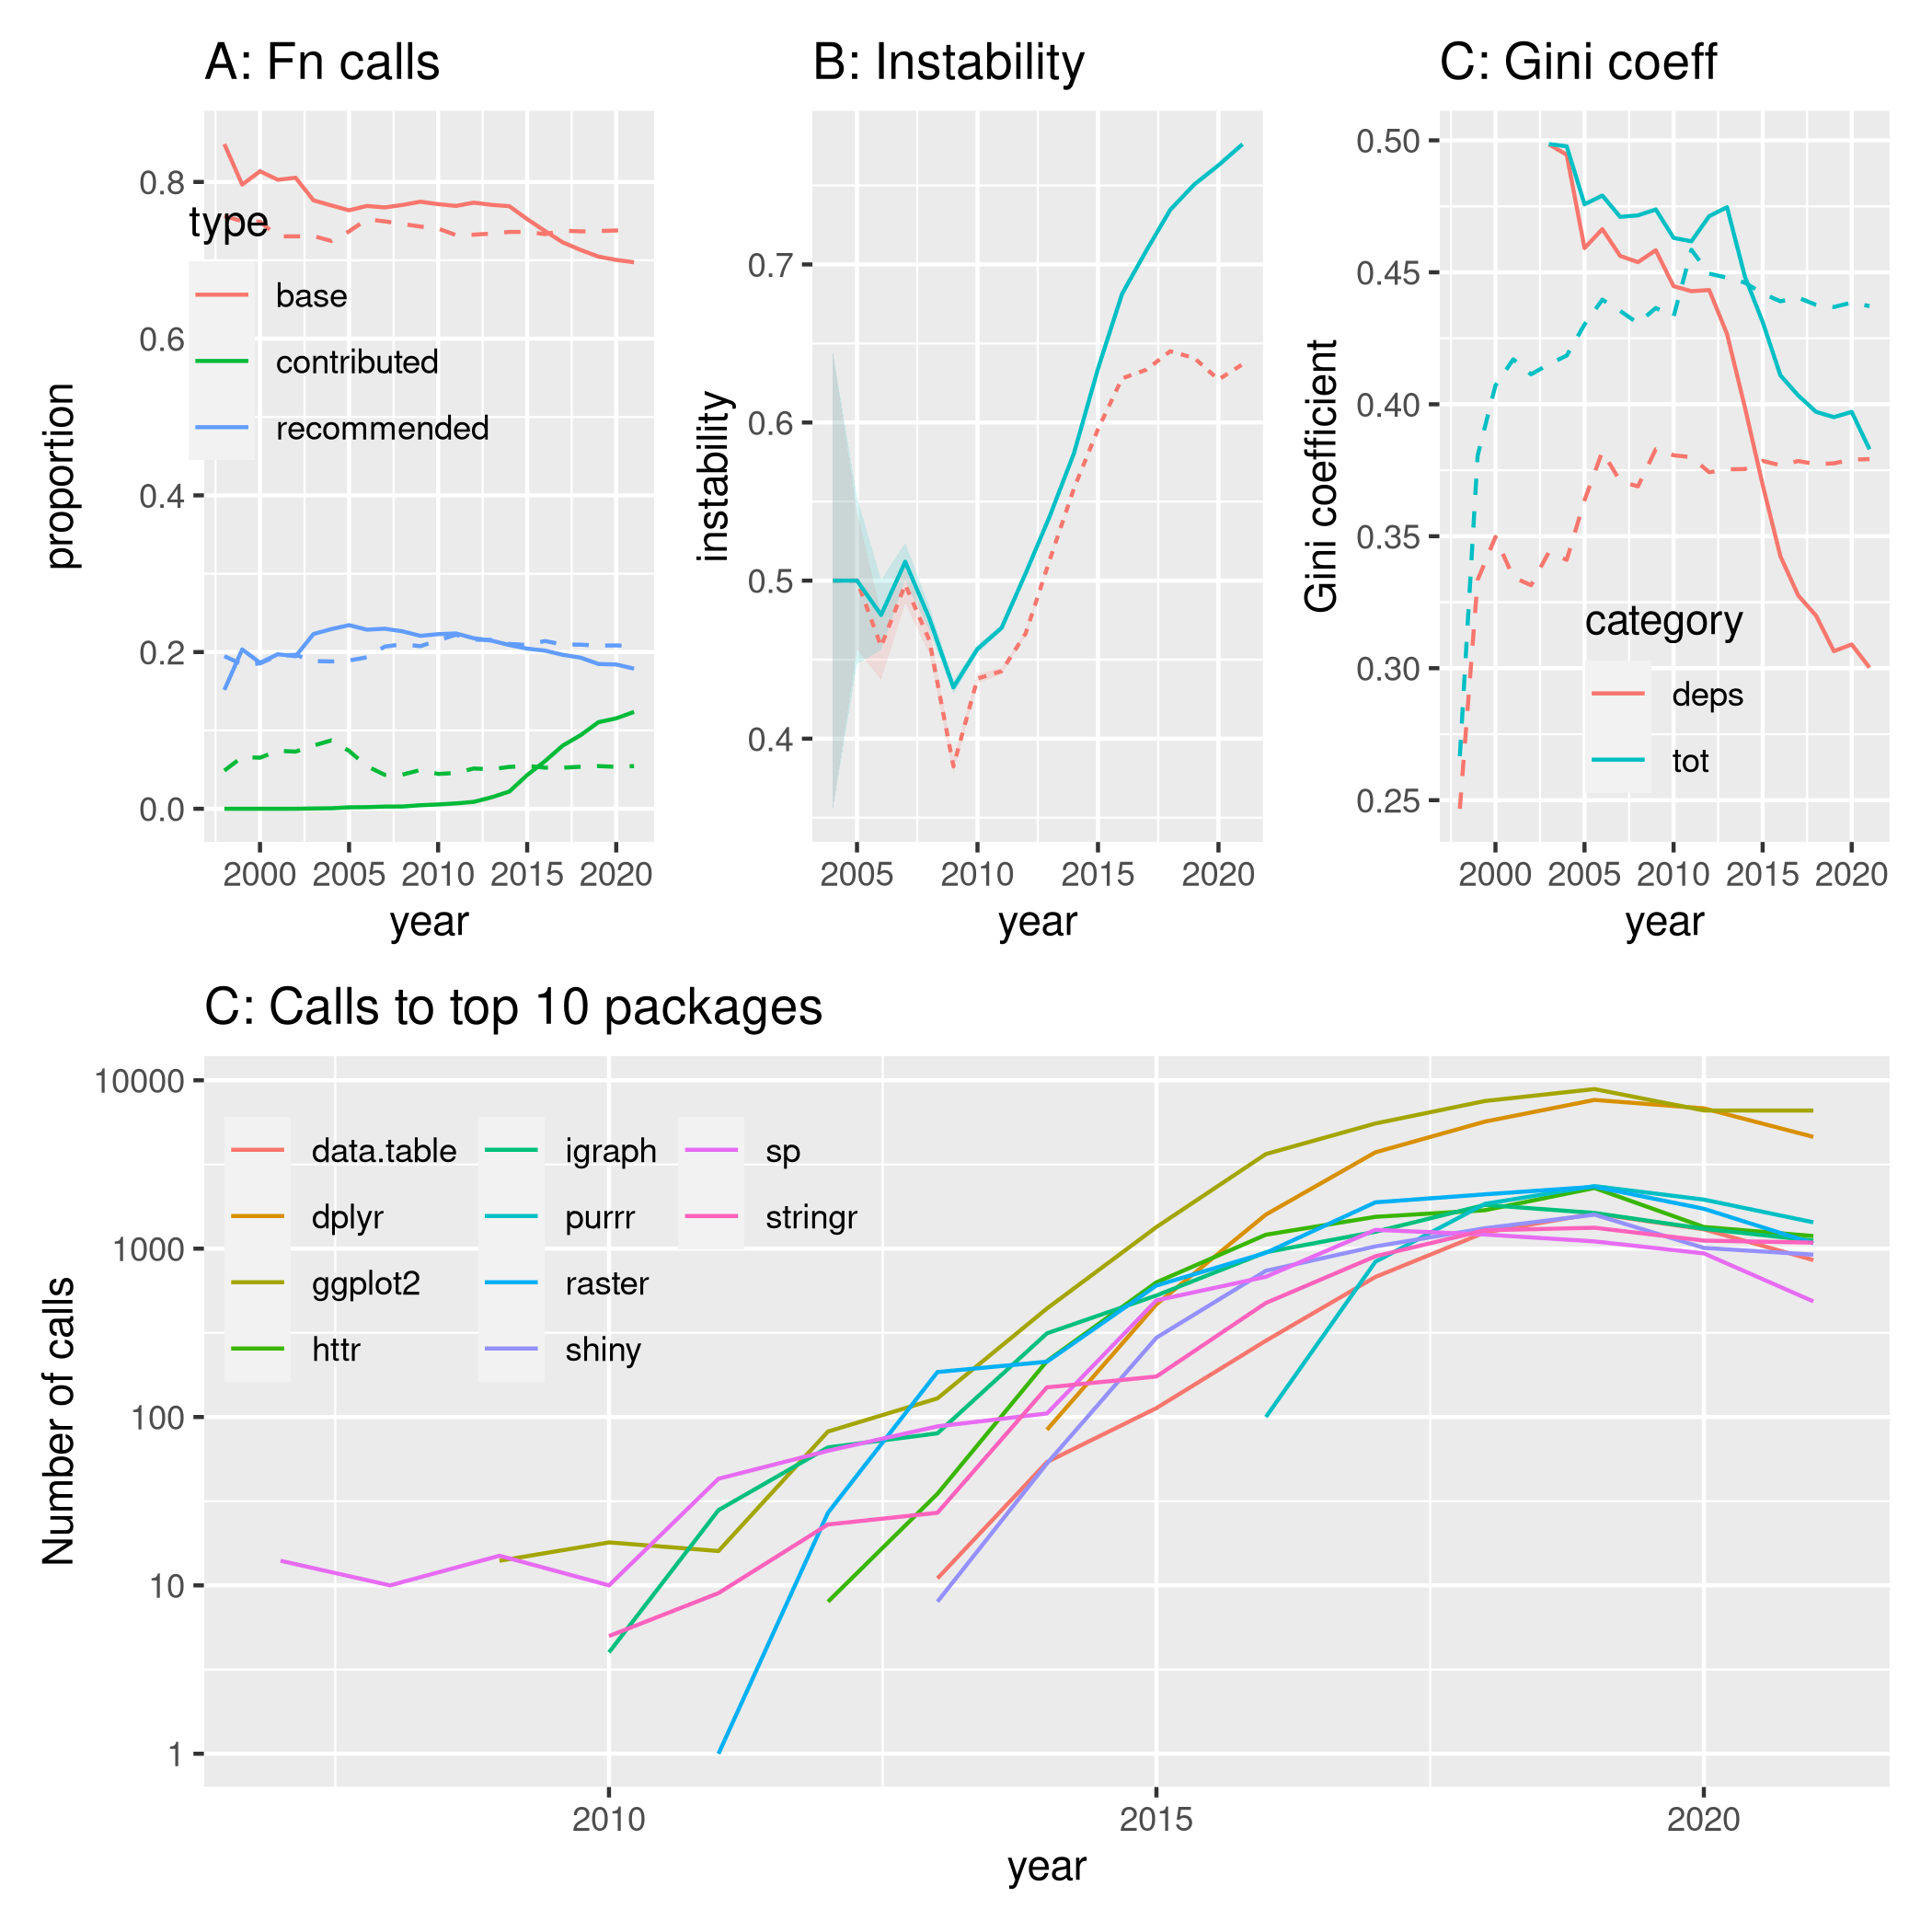 A: Fn calls
B: Instability
C: Gini coeff
proportion
0.8
0.6
0.4
0.2
0.0
type
base
contributed
recommended
2000 2005 2010 2015 2020
year
instability
0.7
0.6
0.5
0.4
2005 2010 2015 2020
year
Gini coefficient
0.50
0.45
0.40
0.35
0.30
0.25
category
deps
tot
2000 2005 2010 2015 2020
year
C: Calls to top 10 packages
Number of calls
10000
1000
100
10
1
data.table igraph sp
dplyr purrr stringr
ggplot2 raster
httr shiny
2010 2015 2020
year